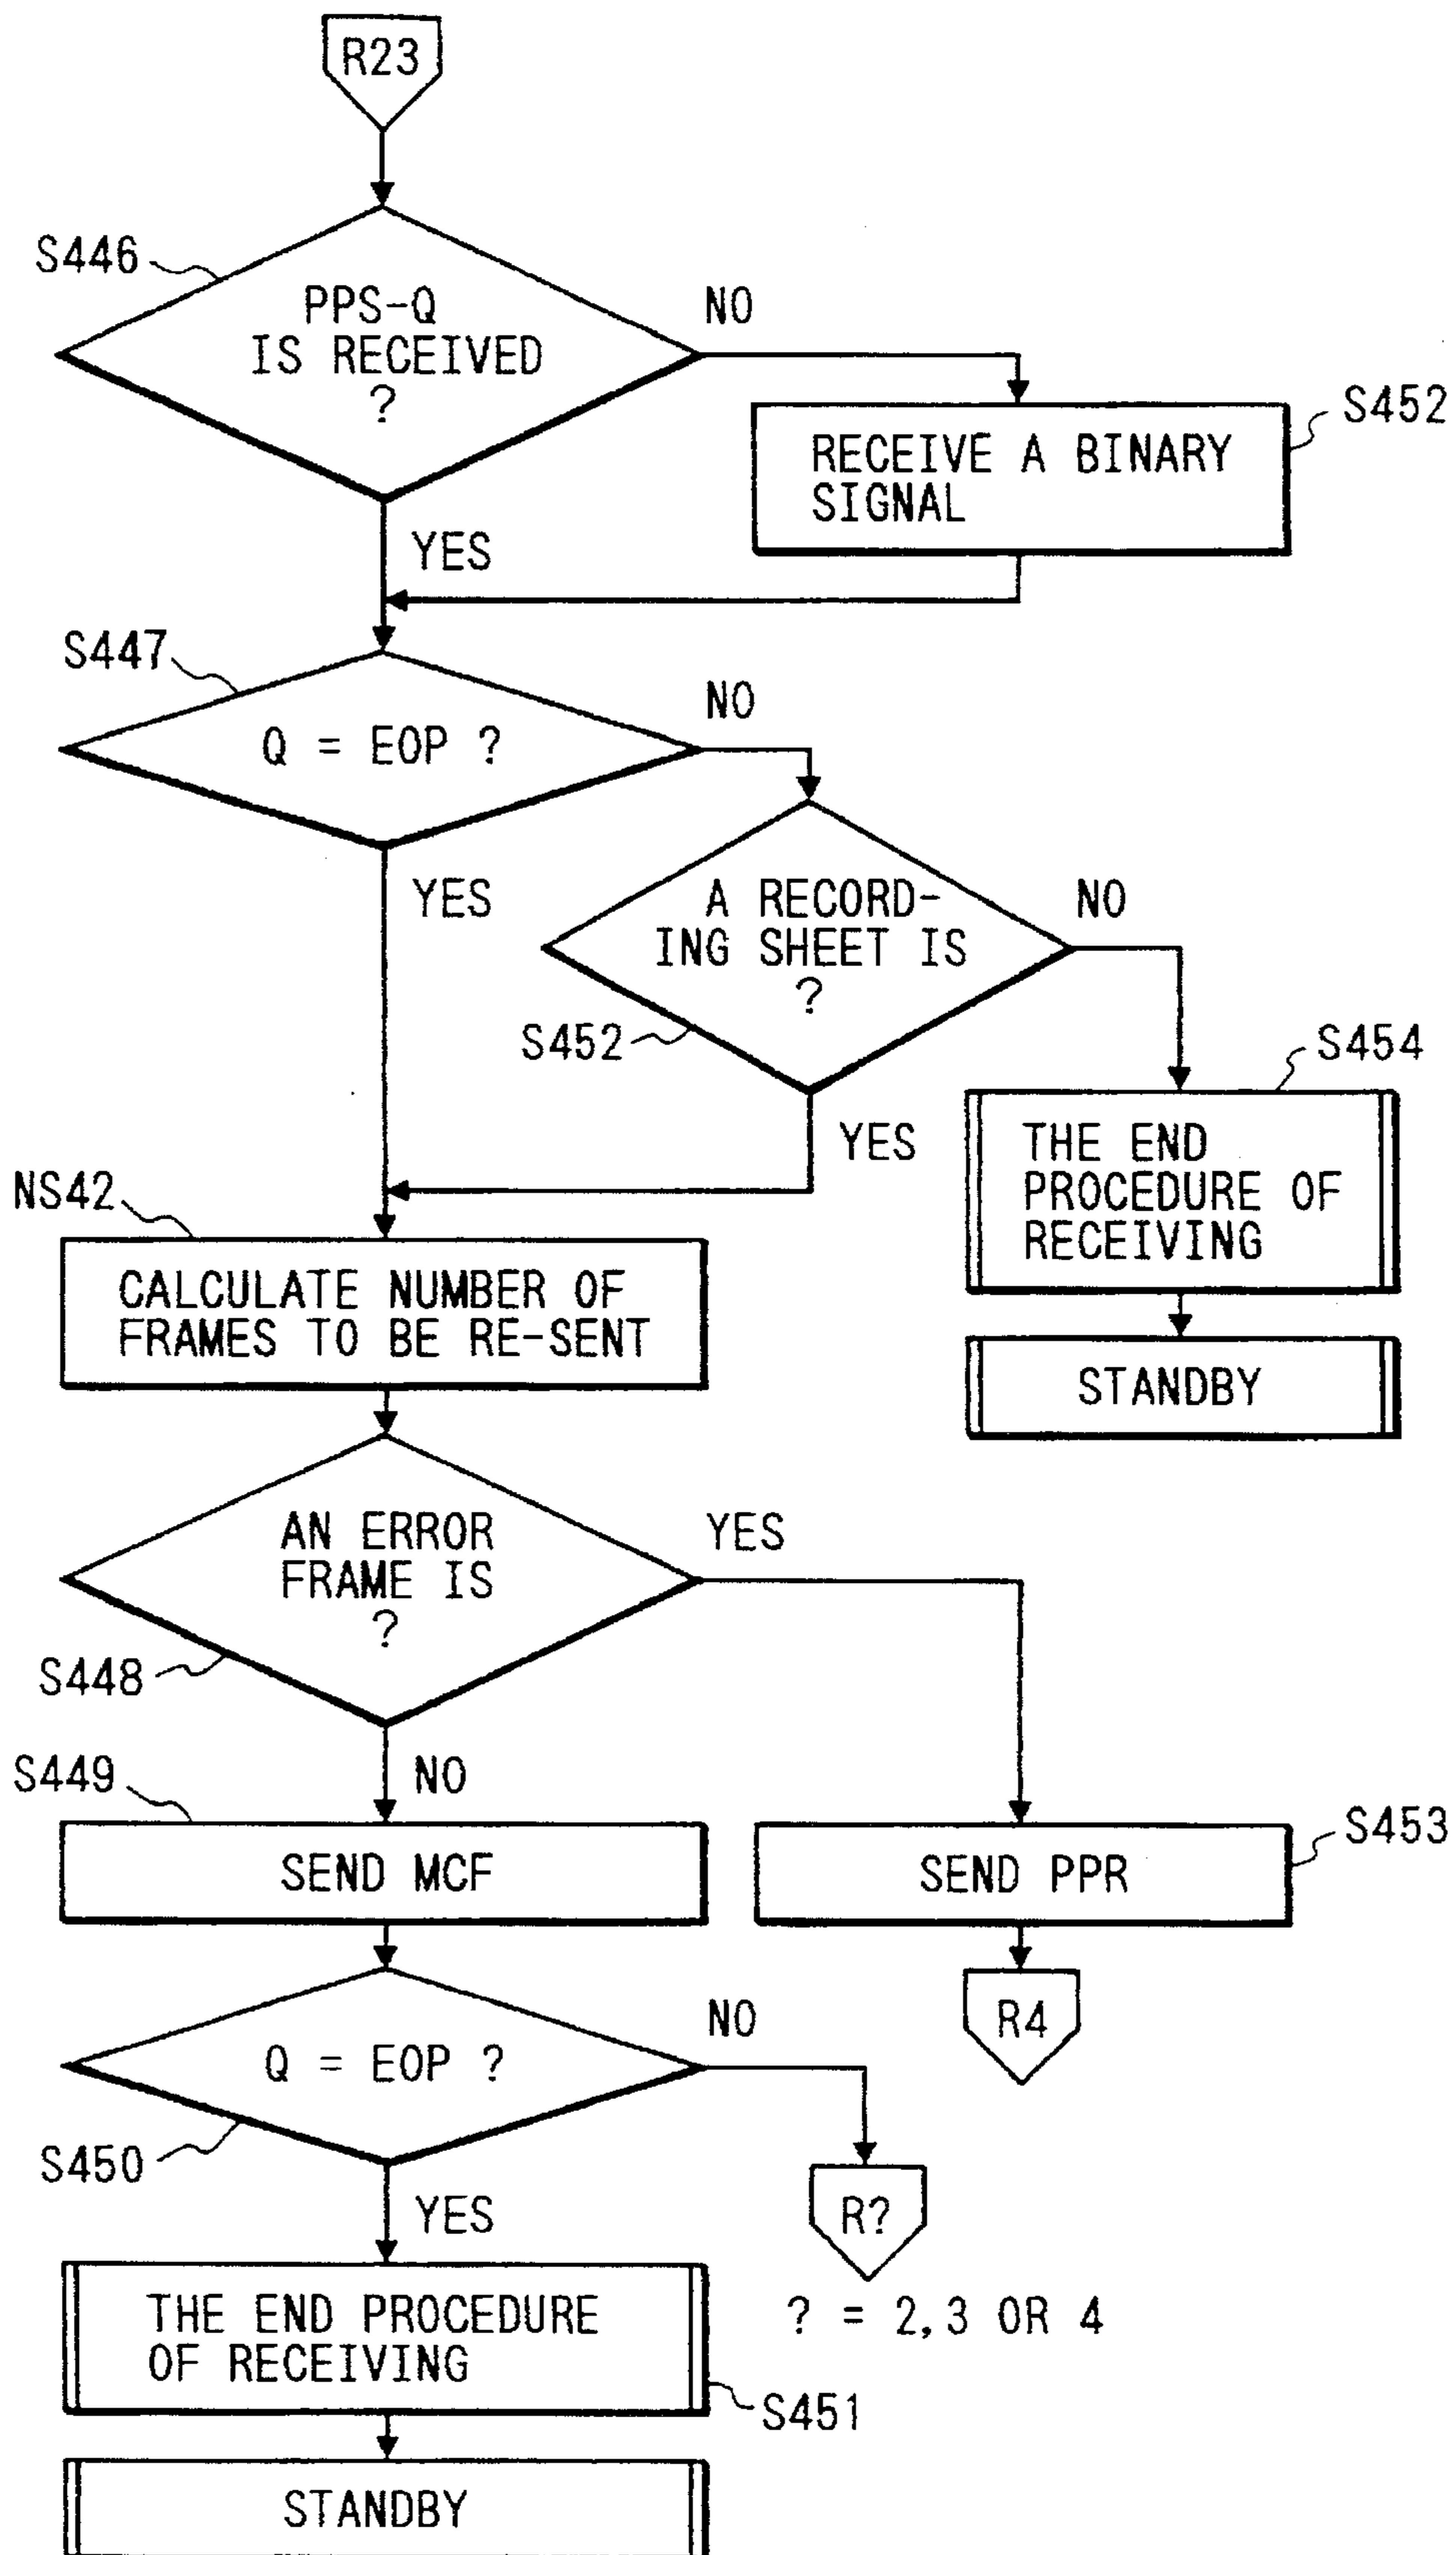 R23
S446
PPS-Q
IS RECEIVED
?
NO
S452
RECEIVE A BINARY
SIGNAL
YES
S447
Q = EOP ?
NO
YES
A RECORD-
ING SHEET IS
?
NO
S452
YES
S454
THE END
PROCEDURE OF
RECEIVING
STANDBY
NS42
CALCULATE NUMBER OF
FRAMES TO BE RE-SENT
AN ERROR
FRAME IS
?
YES
S448
NO
S449
SEND MCF
S453
SEND PPR
R4
Q = EOP ?
NO
S450
YES
R?
? = 2,3 OR 4
THE END PROCEDURE
OF RECEIVING
S451
STANDBY